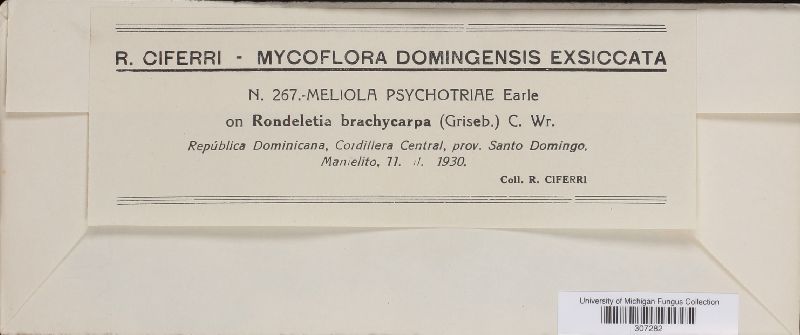 R. CIFERRI - MYCOFLORA DOMINGENSIS EXSICCATA
N. 267.-MELIOLA PSYCHOTRIAE Earle
on Rondeletia brachycarpa (Griseb.) C. Wr.
República Dominicana, Cordillera Central, prov. Santo Domingo,
11. 1930.
Coll. R. CIFERRI
University of Michigan Fungus Collection
307282